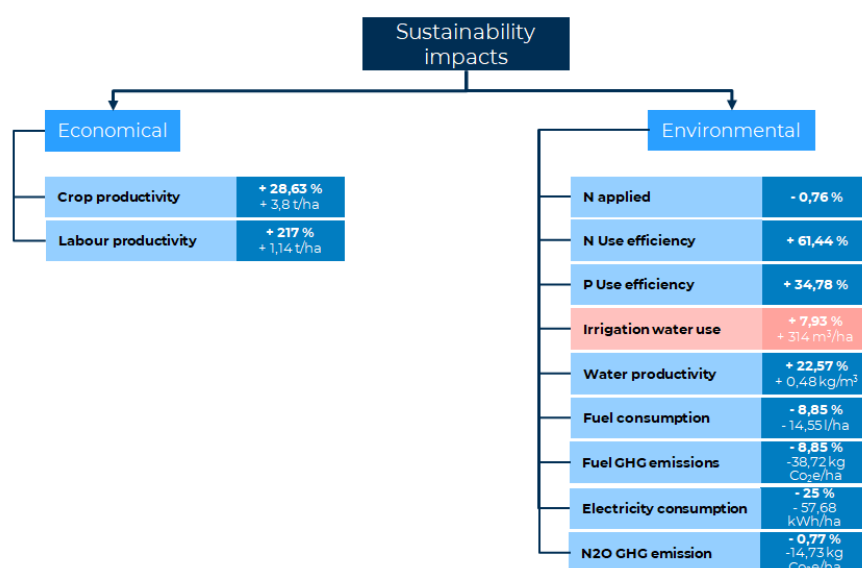 Sustainability
impacts
Economical
Crop productivity
+ 28,63 %
+ 3,8 t/ha
Labour productivity
+ 217 %
+ 1,14 t/ha
Environmental
N applied
- 0,76 %
N Use efficiency
+ 61,44 %
P Use efficiency
+ 34,78 %
Irrigation water use
+ 7,93 %
+ 314 m³/ha
Water productivity
+ 22,57 %
+ 0,48 kg/m³
Fuel consumption
- 8,85 %
- 14,55 l/ha
Fuel GHG emissions
- 8,85 %
-38,72 kg
Co₂e/ha
Electricity consumption
- 25 %
- 57,68
kWh/ha
N2O GHG emission
- 0,77 %
-14,73 kg
Co₂e/ha